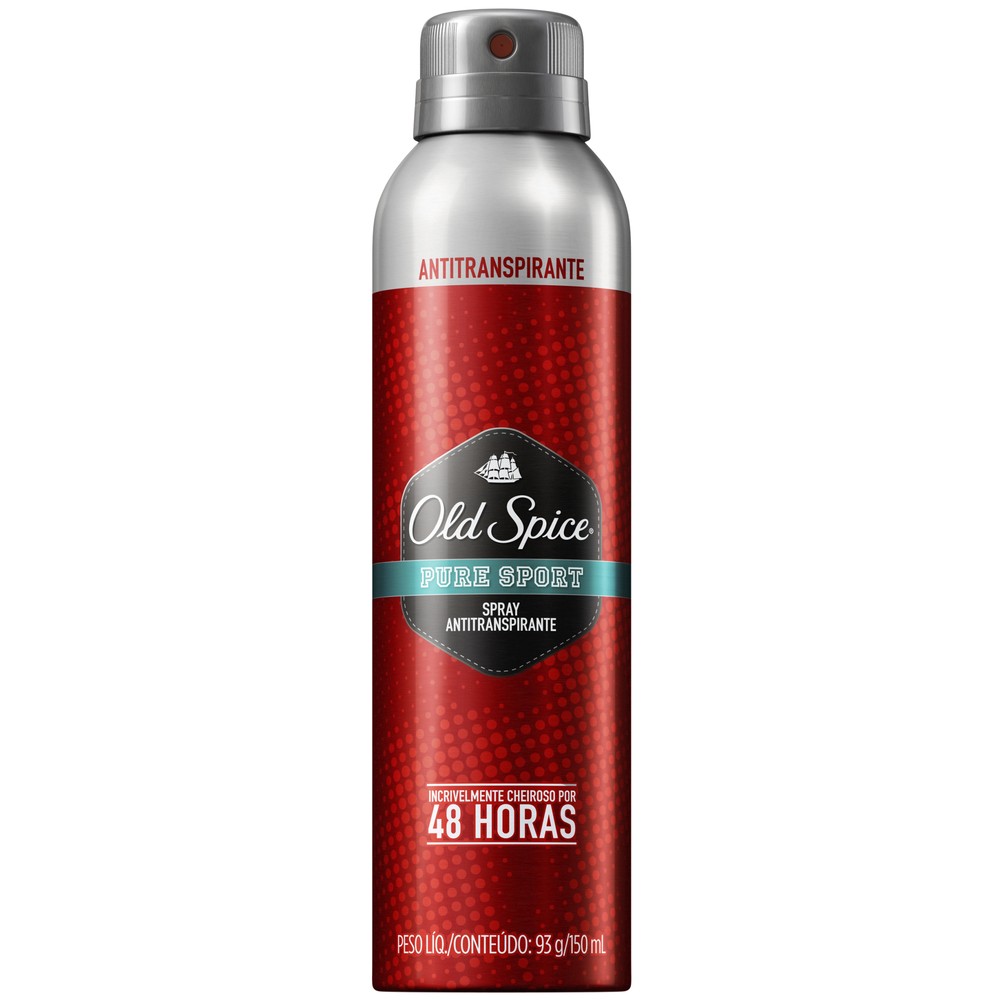 ANTITRANSPIRANTE
Old Spice®
PURE SPORT
SPRAY
ANTITRANSPIRANTE
INCRIVELMENTE CHEIROSO POR
48 HORAS
PESO LÍQ./CONTEÚDO: 93 g/150 mL